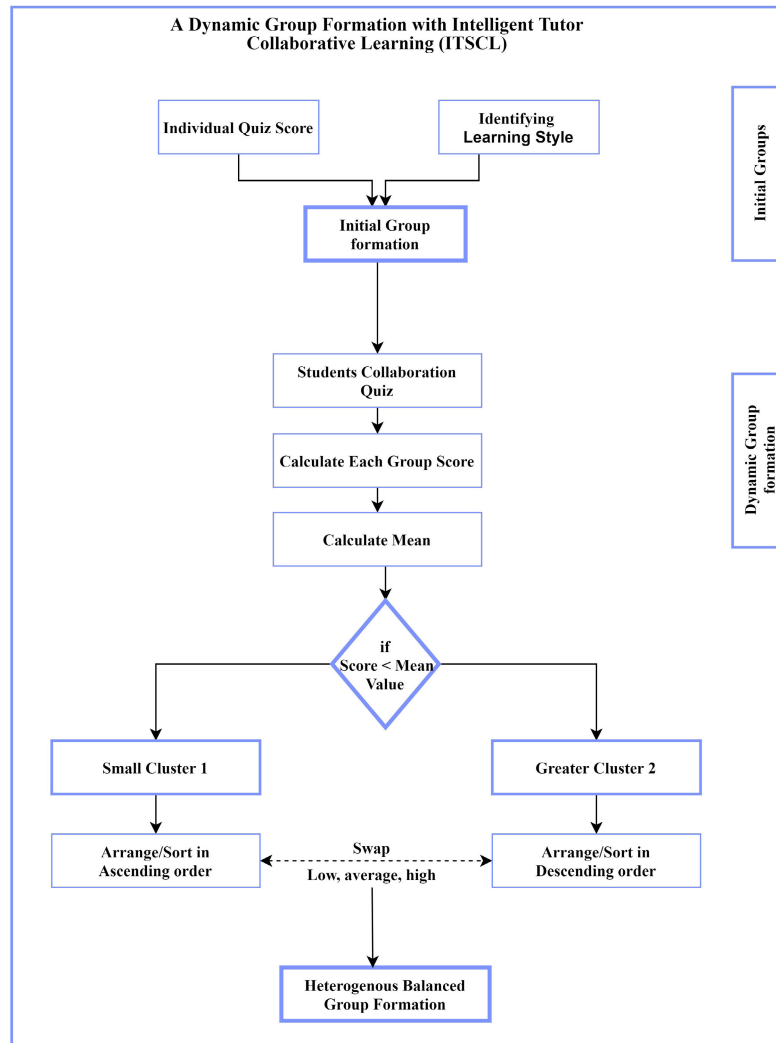 A Dynamic Group Formation with Intelligent Tutor
Collaborative Learning (ITSCL)
Individual Quiz Score
Identifying
Learning Style
Initial Groups
Initial Group
formation
Students Collaboration
Quiz
Dynamic Group
formation
Calculate Each Group Score
Calculate Mean
if
Score < Mean
Value
Small Cluster 1
Greater Cluster 2
Arrange/Sort in
Ascending order
Swap
Low, average, high
Arrange/Sort in
Descending order
Heterogenous Balanced
Group Formation